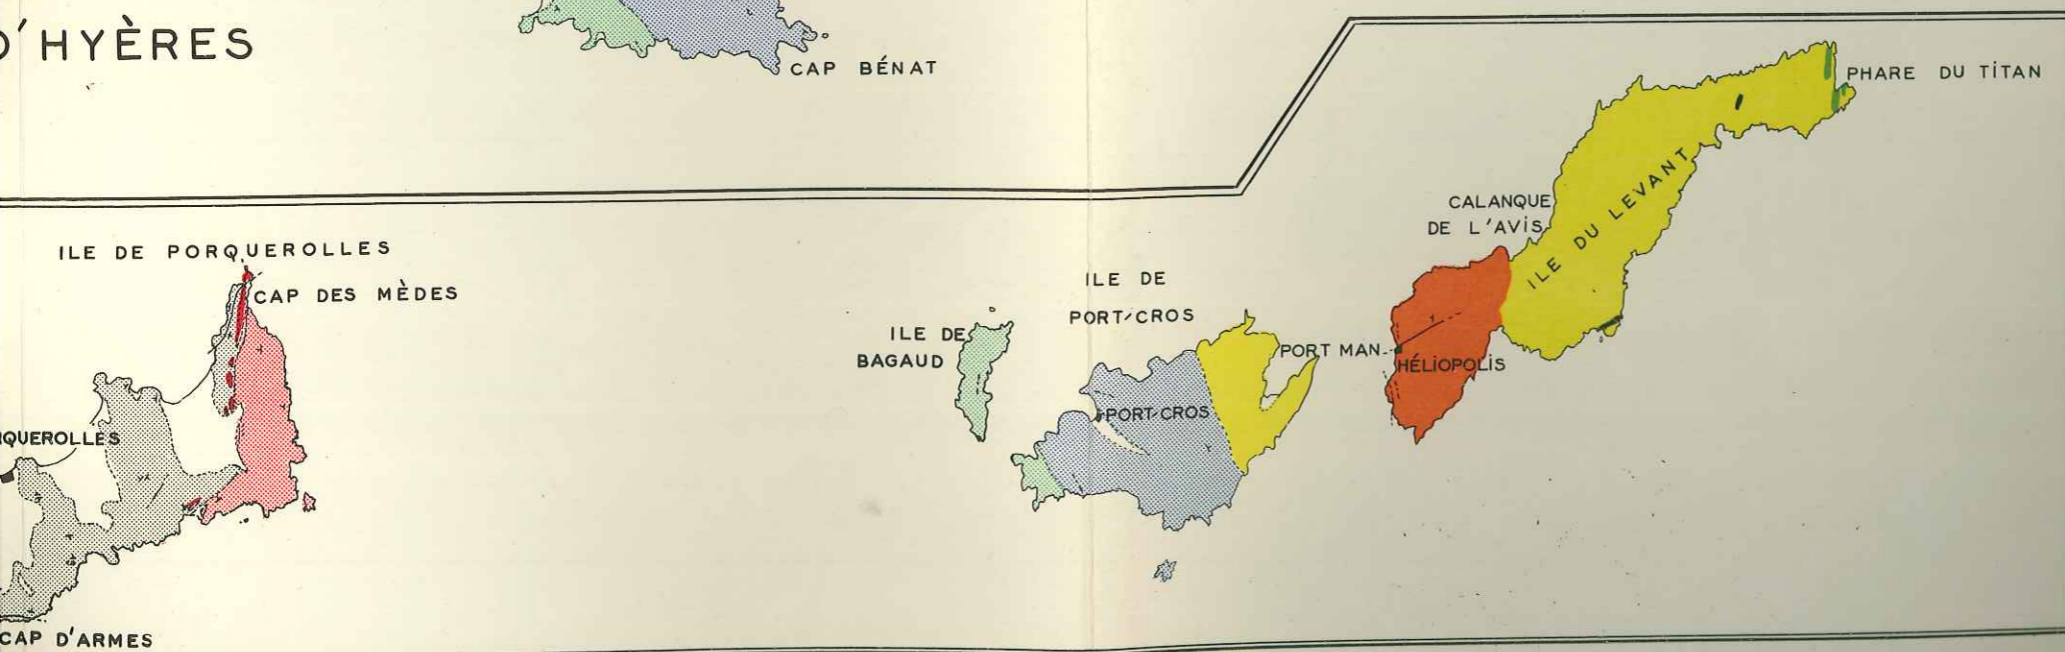 D'HYÈRES
CAP BÉNAT
PHARE DU TITAN
CALANQUE
DE L'AVIS
ILE DU LEVANT
ILE DE PORQUEROLLES
CAP DES MÈDES
ILE DE
PORT-CROS
ILE DE
BAGAUD
PORT MAN
HÉLIOPOLIS
PORT-CROS
QUEROLLES
CAP D'ARMES